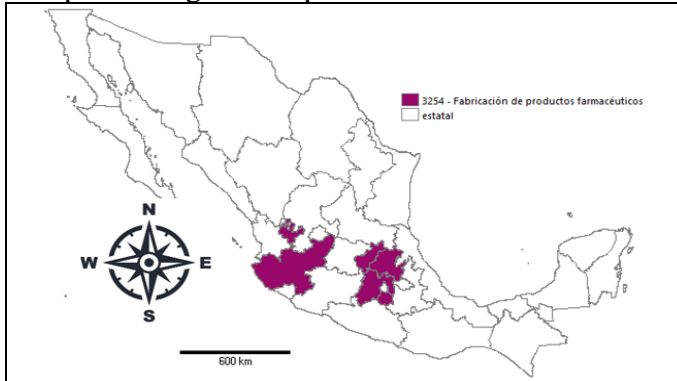 3254 - Fabricación de productos farmacéuticos
estatal
N
W E
S
600 km